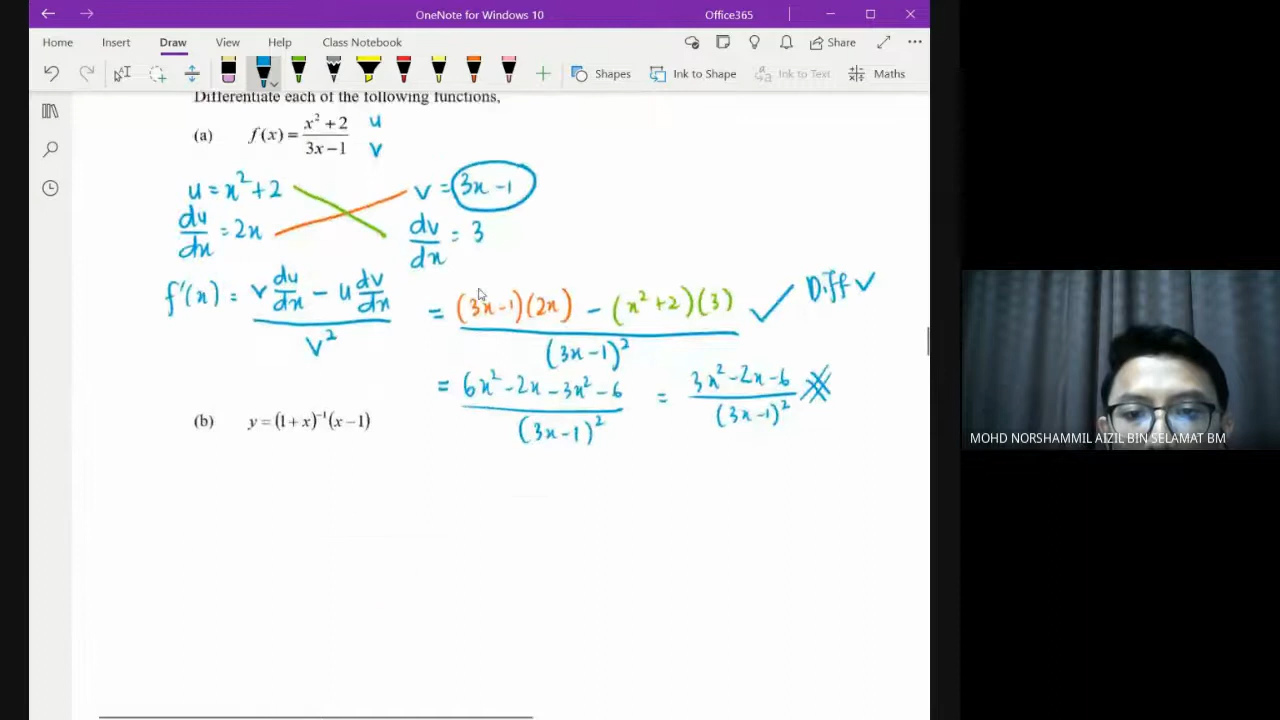 OneNote for Windows 10
Office365
Home Insert Draw View Help Class Notebook
Share
Shapes Ink to Shape Ink to Text Maths
Differentiate each of the following functions,
(a) f(x) = (x² + 2)/(3x − 1) u v
u = x² + 2 v = 3x − 1
du/dx = 2x dv/dx = 3
f'(x) = (v du/dx − u dv/dx)/v² = ((3x − 1)(2x) − (x² + 2)(3))/(3x − 1)² ✓ Diff ✓
= (6x² − 2x − 3x² − 6)/(3x − 1)² = (3x² − 2x − 6)/(3x − 1)²
(b) y = (1 + x)⁻¹(x − 1)
MOHD NORSHAMMIL AIZIL BIN SELAMAT BM